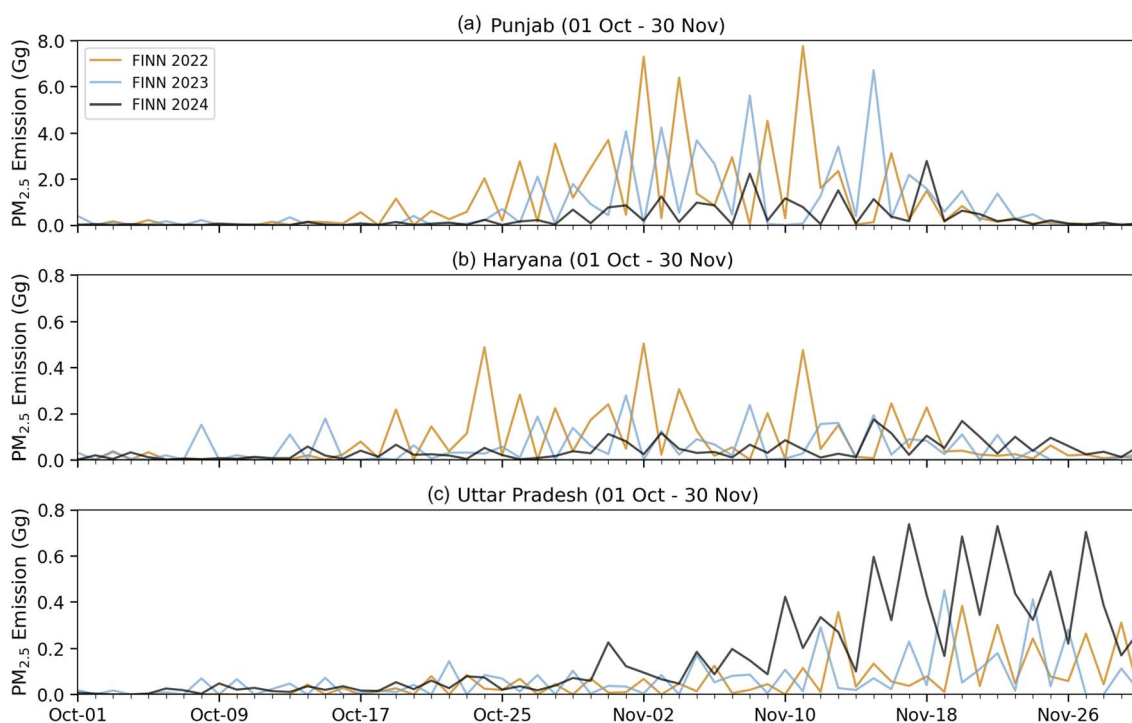 (a) Punjab (01 Oct - 30 Nov)
PM2.5 Emission (Gg)
8.0
6.0
4.0
2.0
0.0
FINN 2022
FINN 2023
FINN 2024
(b) Haryana (01 Oct - 30 Nov)
PM2.5 Emission (Gg)
0.8
0.6
0.4
0.2
0.0
(c) Uttar Pradesh (01 Oct - 30 Nov)
PM2.5 Emission (Gg)
0.8
0.6
0.4
0.2
0.0
Oct-01 Oct-09 Oct-17 Oct-25 Nov-02 Nov-10 Nov-18 Nov-26